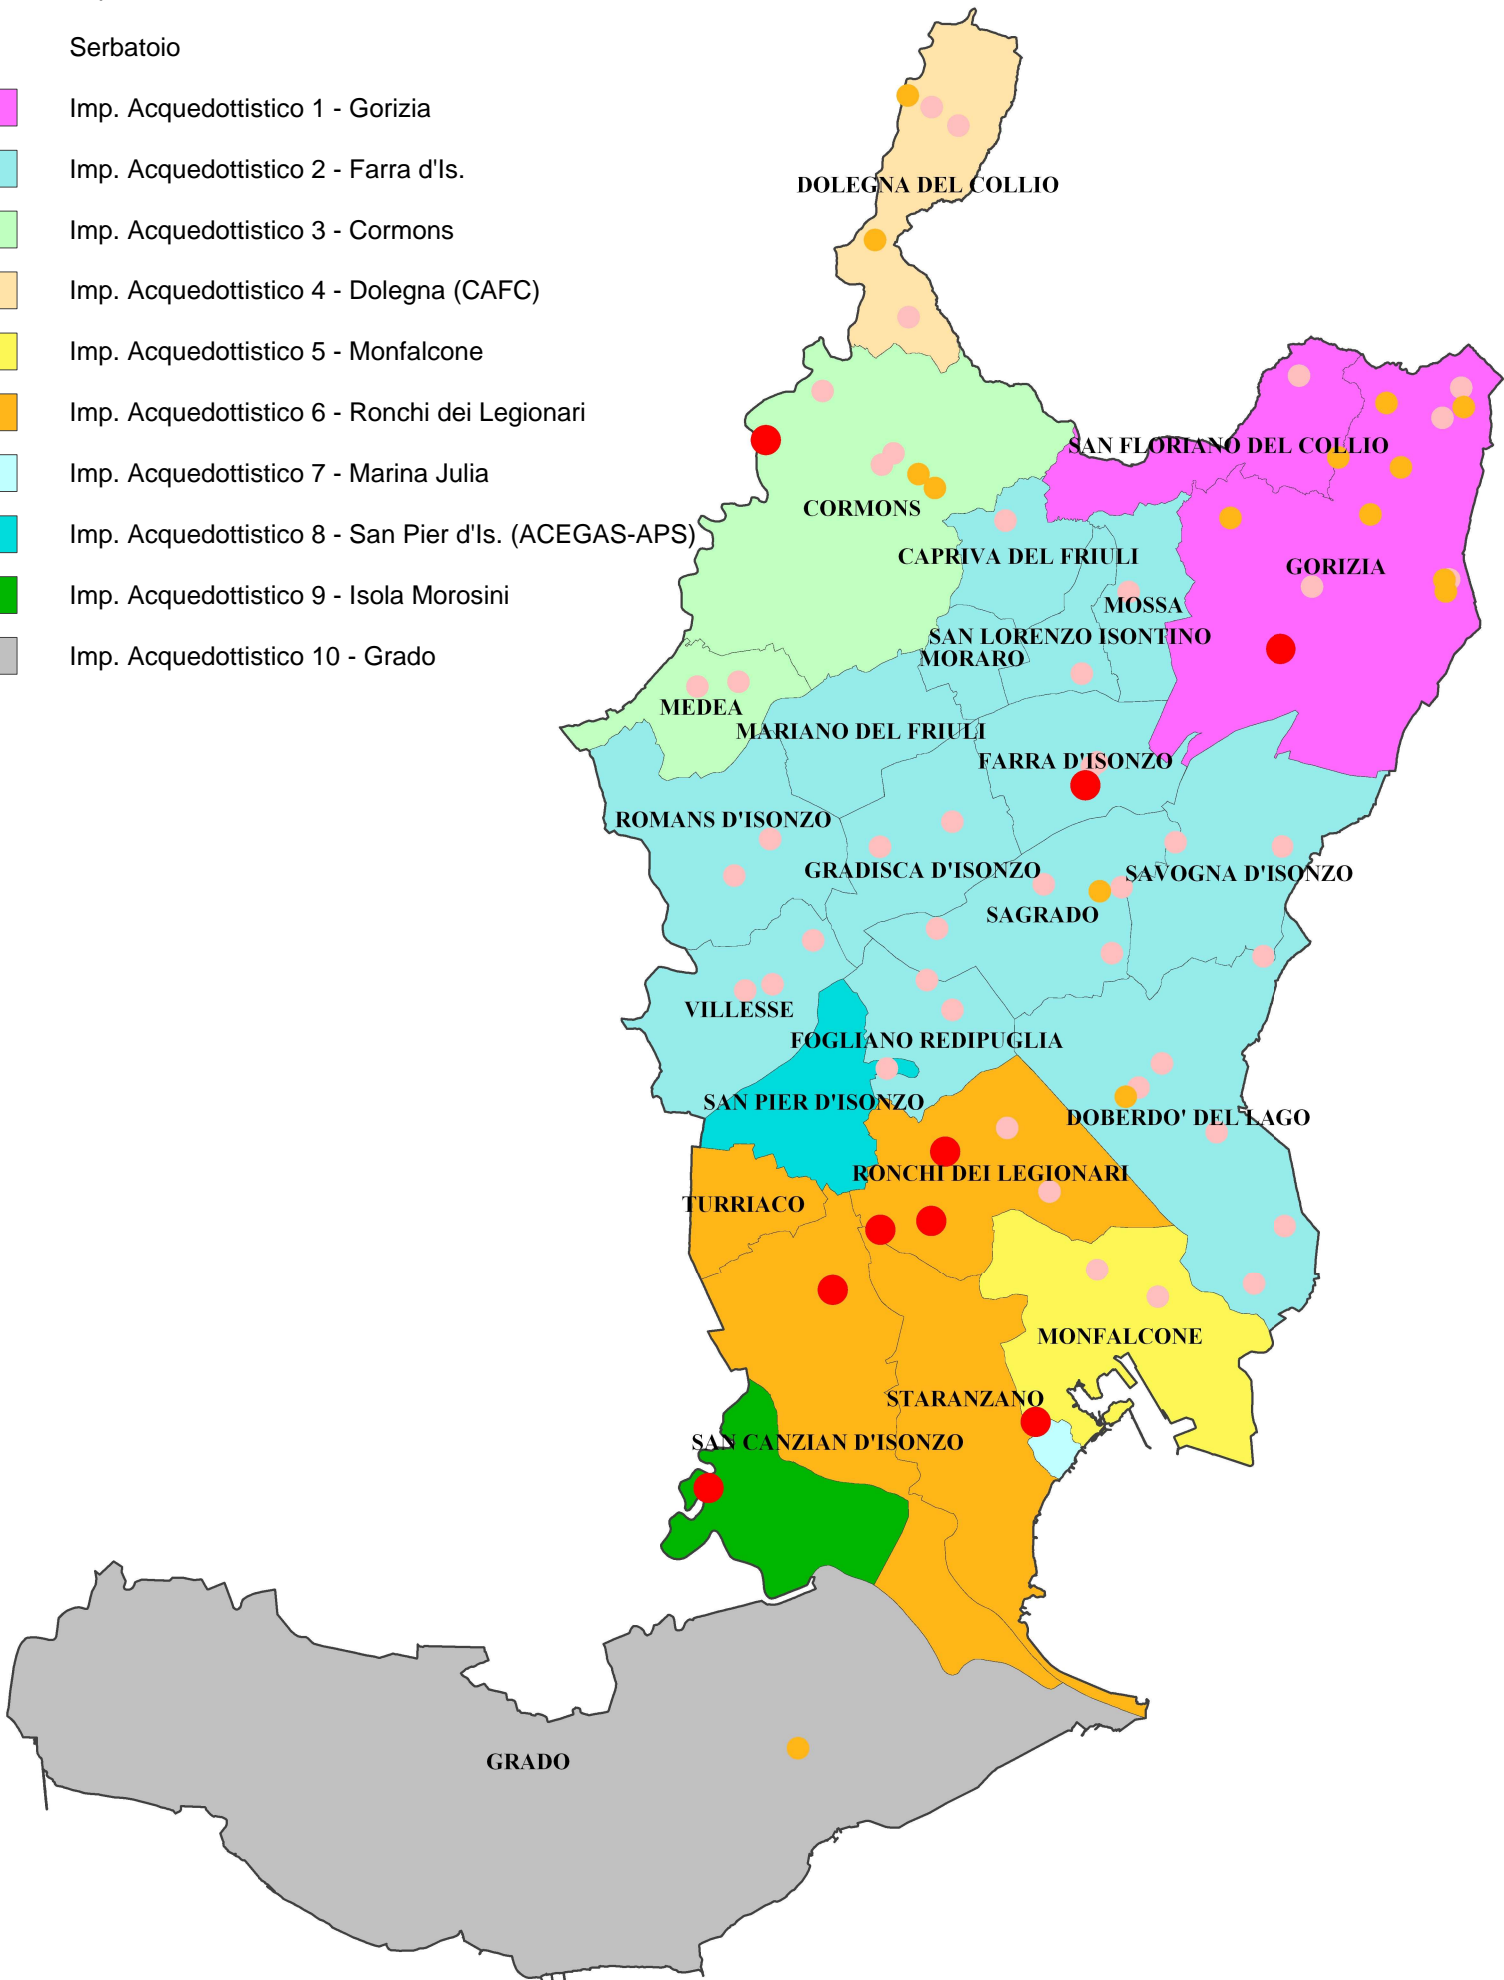 Serbatoio
Imp. Acquedottistico 1 - Gorizia
Imp. Acquedottistico 2 - Farra d'Is.
Imp. Acquedottistico 3 - Cormons
Imp. Acquedottistico 4 - Dolegna (CAFC)
Imp. Acquedottistico 5 - Monfalcone
Imp. Acquedottistico 6 - Ronchi dei Legionari
Imp. Acquedottistico 7 - Marina Julia
Imp. Acquedottistico 8 - San Pier d'Is. (ACEGAS-APS)
Imp. Acquedottistico 9 - Isola Morosini
Imp. Acquedottistico 10 - Grado
DOLEGNA DEL COLLIO
SAN FLORIANO DEL COLLIO
CORMONS
CAPRIVA DEL FRIULI
GORIZIA
MOSSA
SAN LORENZO ISONTINO
MORARO
MEDEA
MARIANO DEL FRIULI
FARRA D'ISONZO
ROMANS D'ISONZO
GRADISCA D'ISONZO
SAVOGNA D'ISONZO
SAGRADO
VILLESSE
FOGLIANO REDIPUGLIA
SAN PIER D'ISONZO
DOBERDO' DEL LAGO
RONCHI DEI LEGIONARI
TURRIACO
MONFALCONE
STARANZANO
SAN CANZIAN D'ISONZO
GRADO